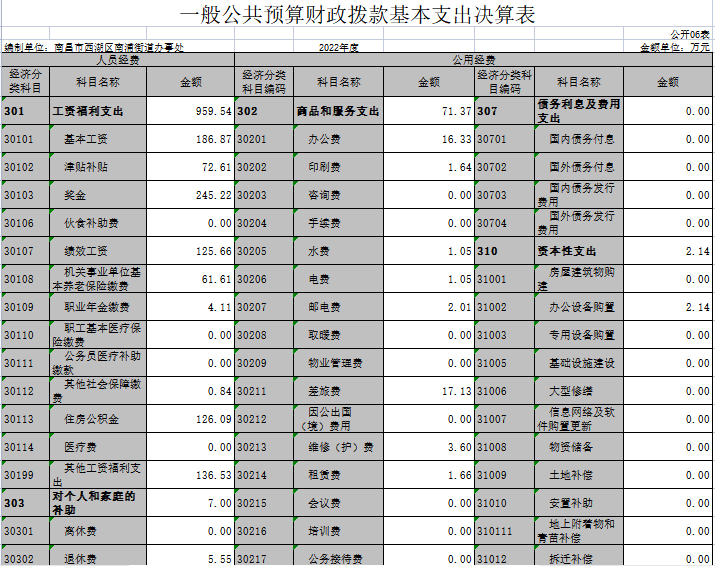 一般公共预算财政拨款基本支出决算表
公开06表
编制单位：南昌市西湖区南浦街道办事处 2022年度 金额单位：万元
人员经费 公用经费
经济分类科目 科目名称 金额 经济分类科目编码 科目名称 金额 经济分类科目编码 科目名称 金额
301 工资福利支出 959.54 302 商品和服务支出 71.37 307 债务利息及费用支出 0.00
30101 基本工资 186.87 30201 办公费 16.33 30701 国内债务付息 0.00
30102 津贴补贴 72.61 30202 印刷费 1.64 30702 国外债务付息 0.00
30103 奖金 245.22 30203 咨询费 0.00 30703 国内债务发行费用 0.00
30106 伙食补助费 0.00 30204 手续费 0.00 30704 国外债务发行费用 0.00
30107 绩效工资 125.66 30205 水费 1.05 310 资本性支出 2.14
30108 机关事业单位基本养老保险缴费 61.61 30206 电费 1.05 31001 房屋建筑物购建 0.00
30109 职业年金缴费 4.11 30207 邮电费 2.01 31002 办公设备购置 2.14
30110 职工基本医疗保险缴费 0.00 30208 取暖费 0.00 31003 专用设备购置 0.00
30111 公务员医疗补助缴款 0.00 30209 物业管理费 0.00 31005 基础设施建设 0.00
30112 其他社会保障缴费 0.84 30211 差旅费 17.13 31006 大型修缮 0.00
30113 住房公积金 126.09 30212 因公出国（境）费用 0.00 31007 信息网络及软件购置更新 0.00
30114 医疗费 0.00 30213 维修（护）费 3.60 31008 物资储备 0.00
30199 其他工资福利支出 136.53 30214 租赁费 1.66 31009 土地补偿 0.00
303 对个人和家庭的补助 7.00 30215 会议费 0.00 31010 安置补助 0.00
30301 离休费 0.00 30216 培训费 0.00 310111 地上附着物和青苗补偿 0.00
30302 退休费 5.55 30217 公务接待费 0.00 31012 拆迁补偿 0.00